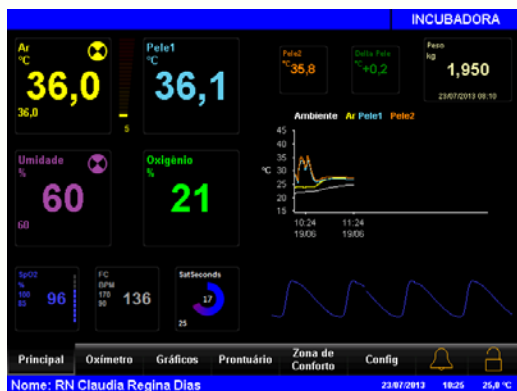 INCUBADORA
Ar
°C
36,0
36,0
5
Pele1
°C
36,1
Pele2
°C
35,8
Delta Pele
°C
+0,2
Peso
kg
1,950
23/07/2013 08:10
Umidade
%
60
60
Oxigênio
%
21
Ambiente Ar Pele1 Pele2
45
40
35
°C 30
25
20
15
10:24 11:24
19/06 19/06
SpO2
%
100
83
96
FC
BPM
170
90
136
SatSeconds
17
25
Principal Oxímetro Gráficos Prontuário Zona de Conforto Config
Nome: RN Claudia Regina Dias 23/07/2013 10:25 25,0 °C